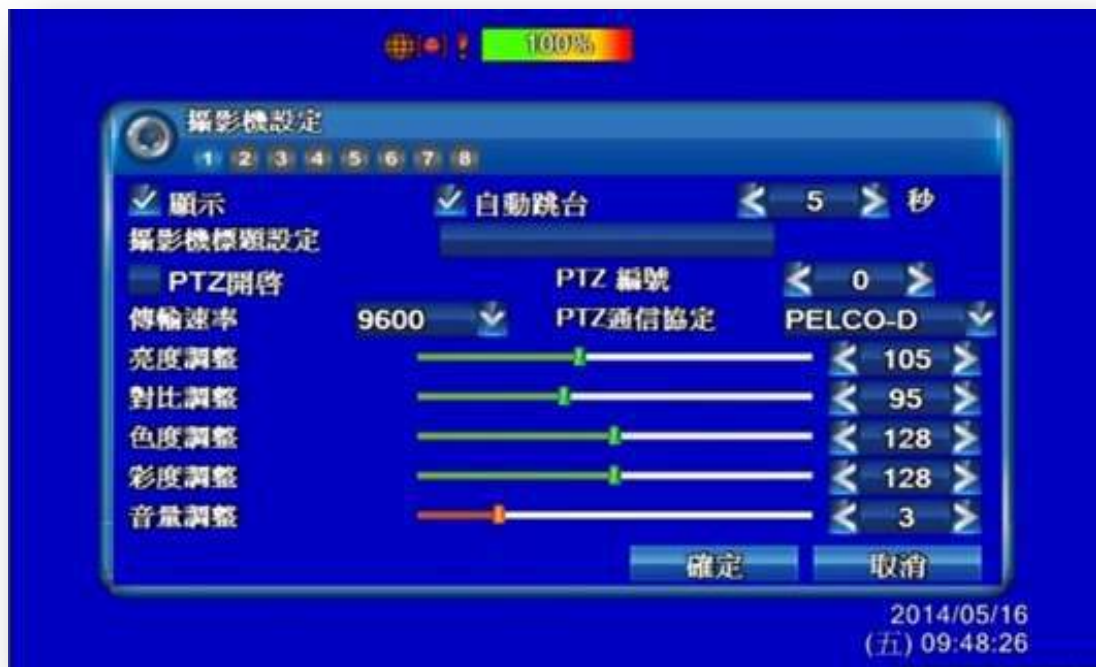 100%
攝影機設定
1 2 3 4 5 6 7 8
顯示 自動跳台 5 秒
攝影機標題設定
PTZ開啓 PTZ 編號 0
傳輸速率 9600 PTZ通信協定 PELCO-D
亮度調整 105
對比調整 95
色度調整 128
彩度調整 128
音量調整 3
確定 取消
2014/05/16
(五) 09:48:26